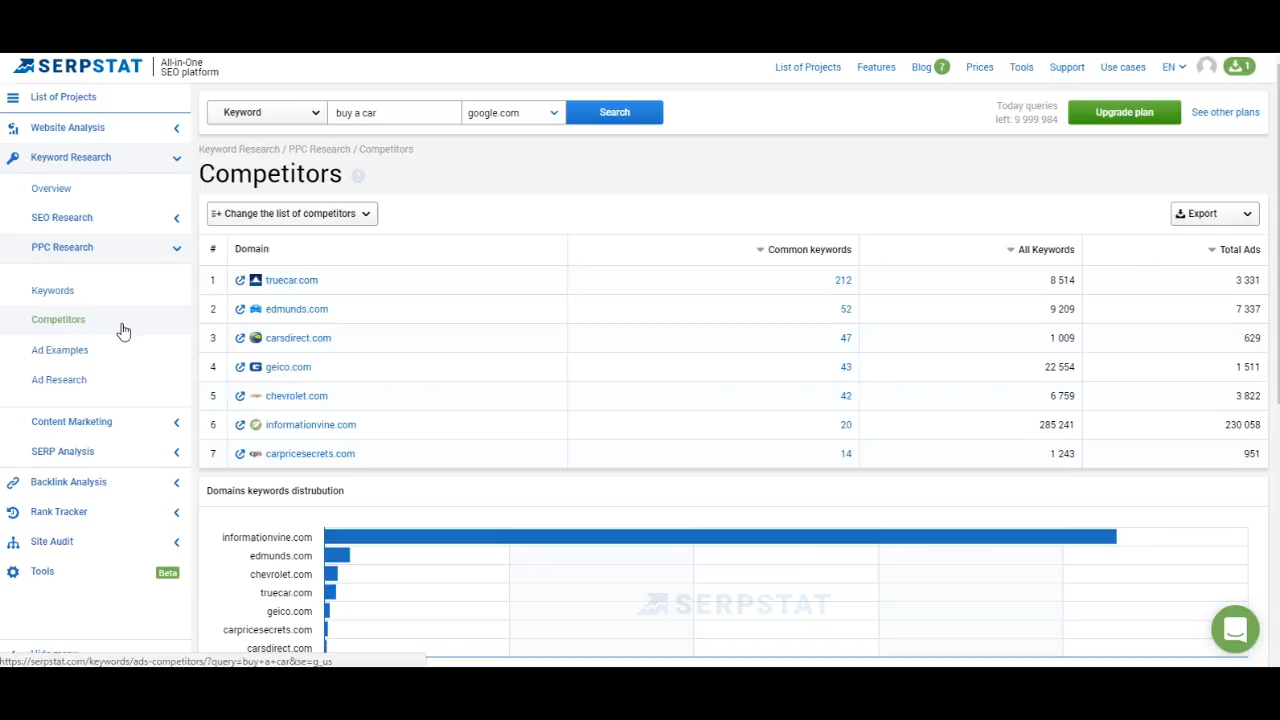 SERPSTAT
All-in-One
SEO platform
List of Projects
Features
Blog 7
Prices
Tools
Support
Use cases
EN
1
List of Projects
Website Analysis
Keyword Research
Overview
SEO Research
PPC Research
Keywords
Competitors
Ad Examples
Ad Research
Content Marketing
SERP Analysis
Backlink Analysis
Rank Tracker
Site Audit
Tools Beta
Keyword buy a car google.com Search
Today queries
left: 9 999 984
Upgrade plan
See other plans
Keyword Research / PPC Research / Competitors
Competitors ?
Change the list of competitors
Export
# Domain Common keywords All Keywords Total Ads
1 truecar.com 212 8 514 3 331
2 edmunds.com 52 9 209 7 337
3 carsdirect.com 47 1 009 629
4 geico.com 43 22 554 1 511
5 chevrolet.com 42 6 759 3 822
6 informationvine.com 20 285 241 230 058
7 carpricesecrets.com 14 1 243 951
Domains keywords distrubution
informationvine.com
edmunds.com
chevrolet.com
truecar.com
geico.com
carpricesecrets.com
carsdirect.com
SERPSTAT
Hide menu
https://serpstat.com/keywords/ads-competitors/?query=buy+a+car&se=g_us